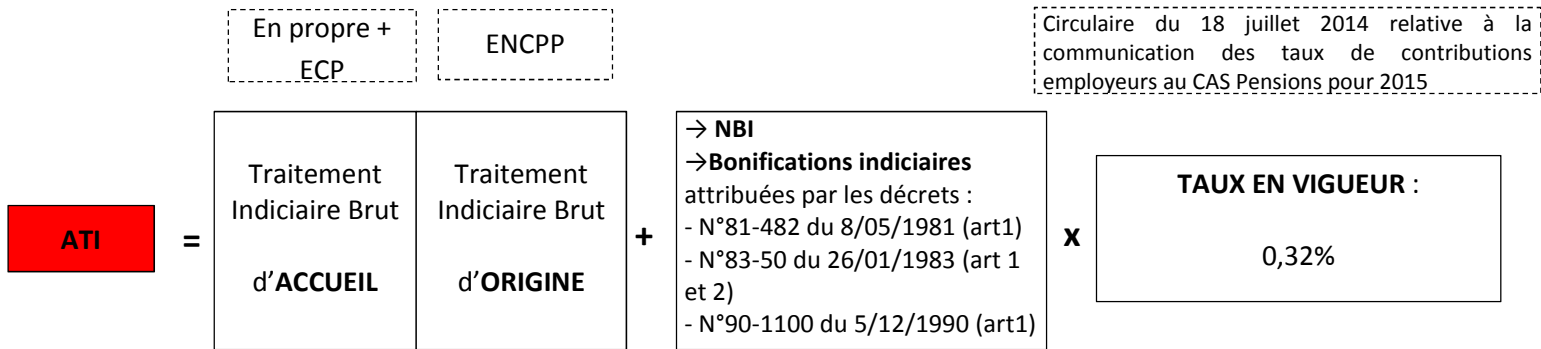 En propre +
ECP
ENCPP
Circulaire du 18 juillet 2014 relative à la
communication des taux de contributions
employeurs au CAS Pensions pour 2015
ATI
=
Traitement
Indiciaire Brut
d'ACCUEIL
Traitement
Indiciaire Brut
d'ORIGINE
+
→ NBI
→Bonifications indiciaires
attribuées par les décrets :
- N°81-482 du 8/05/1981 (art1)
- N°83-50 du 26/01/1983 (art 1
et 2)
- N°90-1100 du 5/12/1990 (art1)
x
TAUX EN VIGUEUR :
0,32%